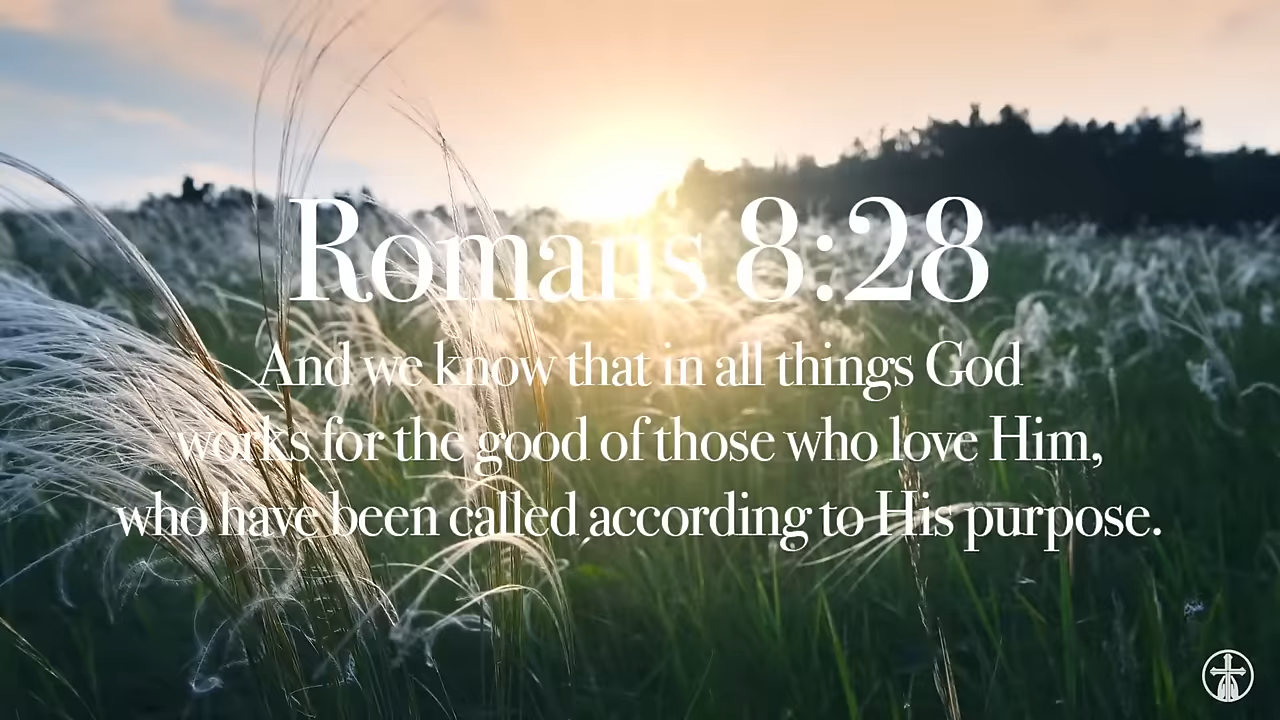 Romans 8:28
And we know that in all things God
works for the good of those who love Him,
who have been called according to His purpose.